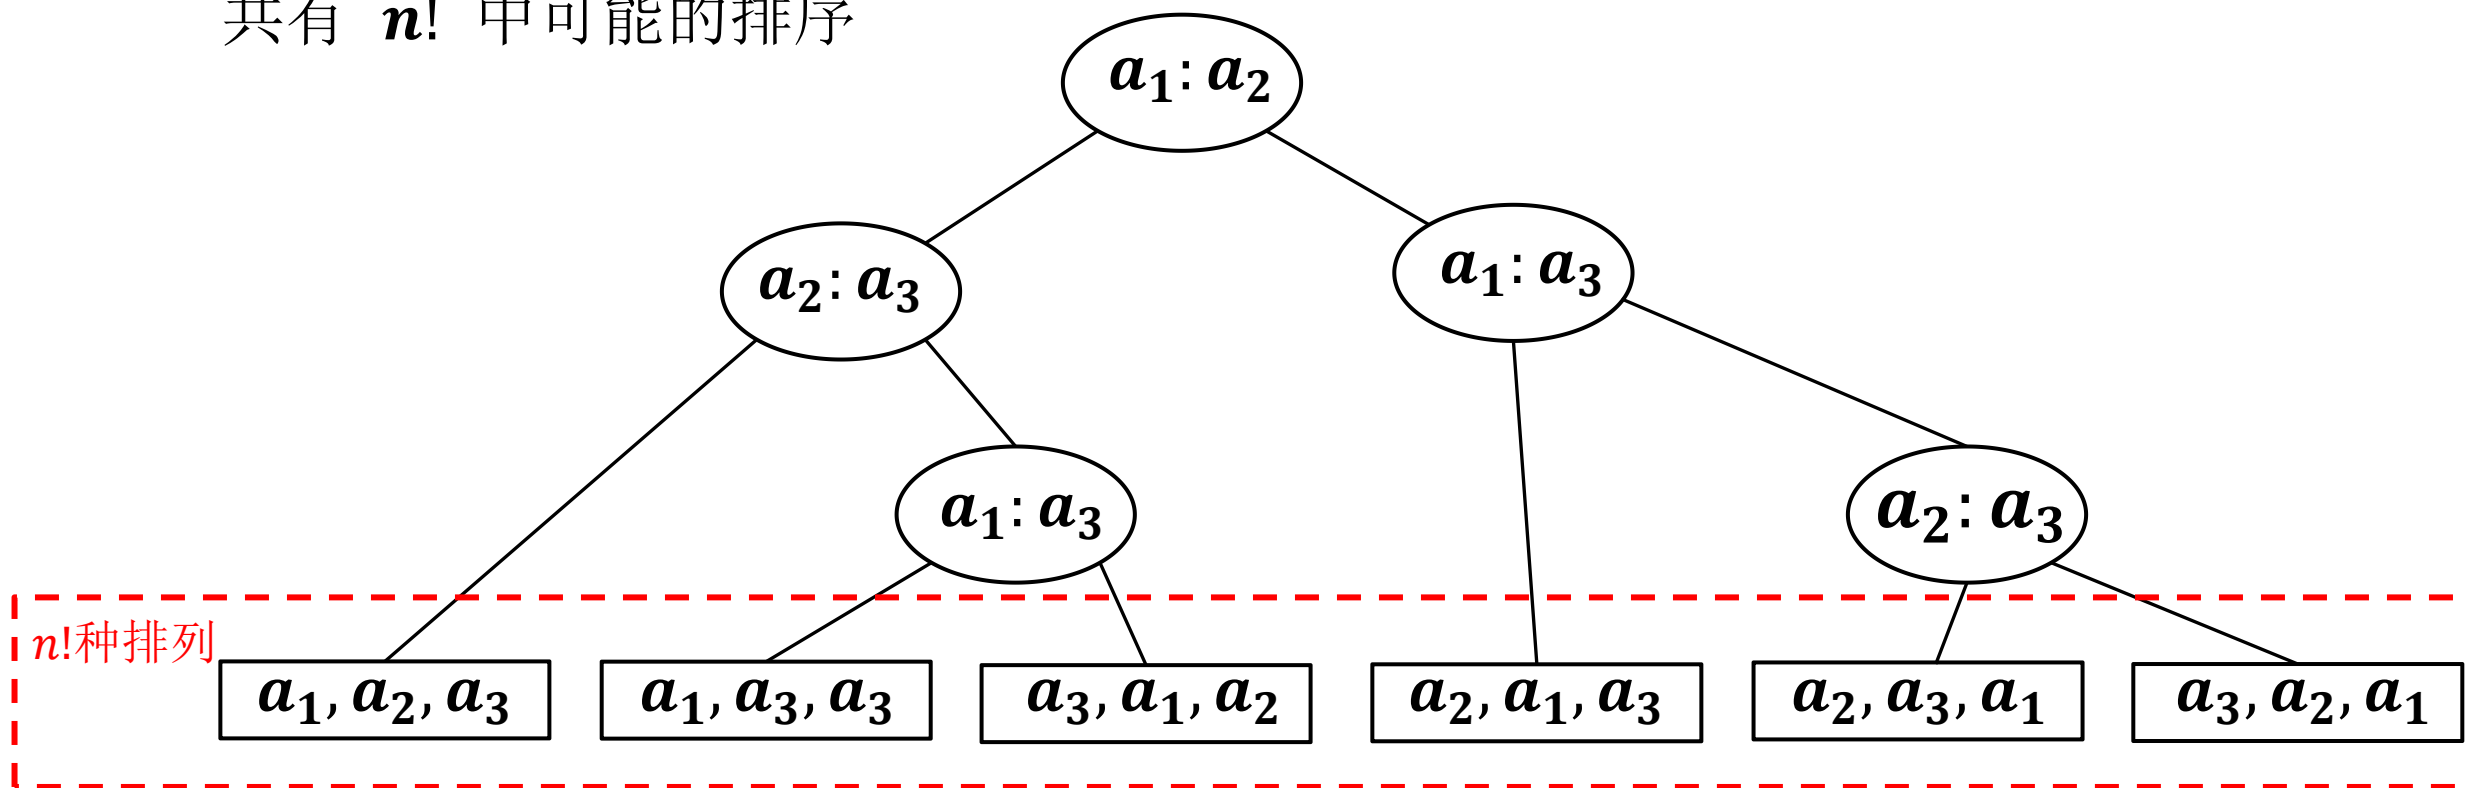 共有 n! 中可能的排序
a₁:a₂
a₂:a₃
a₁:a₃
a₁:a₃
a₂:a₃
n!种排列
a₁,a₂,a₃
a₁,a₃,a₃
a₃,a₁,a₂
a₂,a₁,a₃
a₂,a₃,a₁
a₃,a₂,a₁